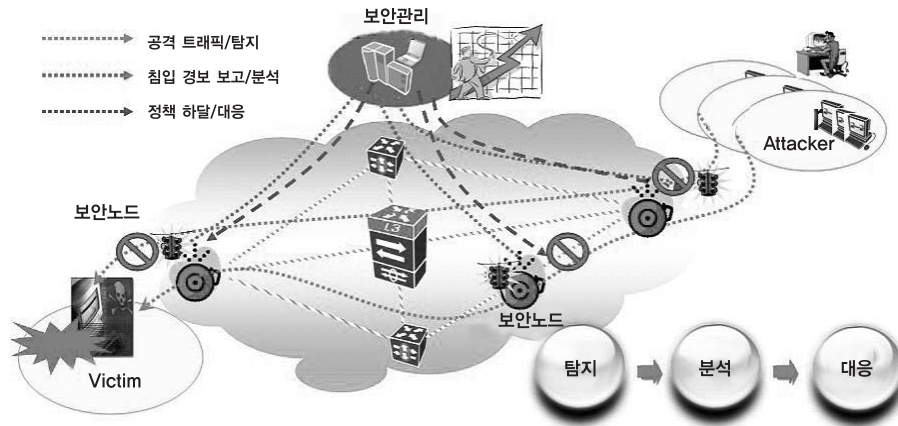 보안관리
공격 트래픽/탐지
침입 경보 보고/분석
정책 하달/대응
Attacker
보안노드
L3
보안노드
Victim
탐지
분석
대응